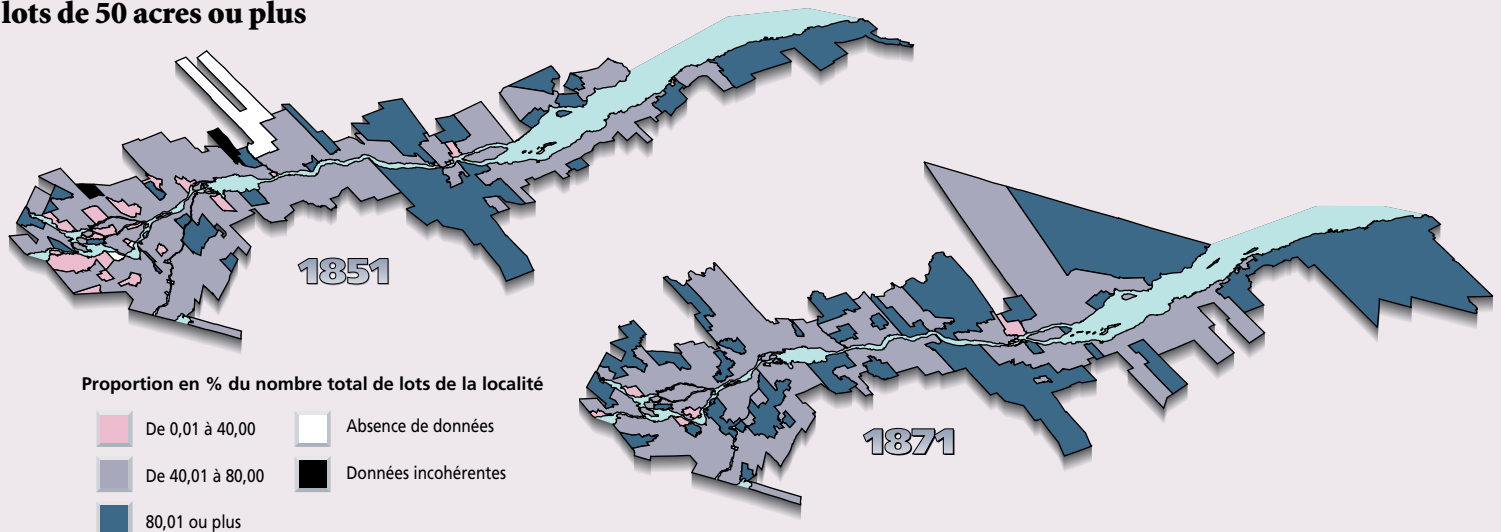 lots de 50 acres ou plus
1851
1871
Proportion en % du nombre total de lots de la localité
De 0,01 à 40,00
Absence de données
De 40,01 à 80,00
Données incohérentes
80,01 ou plus